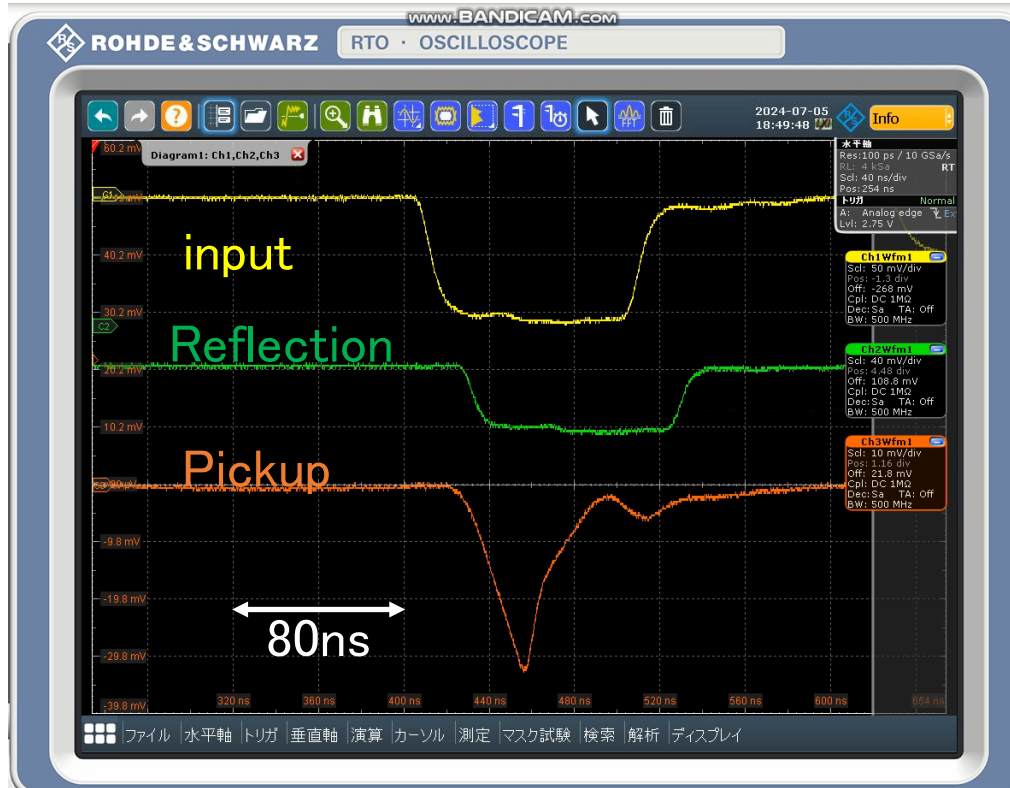 www.BANDICAM.com
ROHDE&SCHWARZ RTO · OSCILLOSCOPE
2024-07-05
18:49:48
Info
Diagram1: Ch1,Ch2,Ch3
水平軸
Res:100 ps / 10 GSa/s
RL: 4 kSa RT
Scl: 40 ns/div
Pos:254 ns
トリガ Normal
A: Analog edge Ex
Lvl: 2.75 V
60.2 mV
C1
40.2 mV
30.2 mV
C2
20.2 mV
10.2 mV
C3
-9.8 mV
-19.8 mV
-29.8 mV
-39.8 mV
input
Reflection
Pickup
80ns
Ch1Wfm1
Scl: 50 mV/div
Pos: -1.3 div
Off: -268 mV
Cpl: DC 1MΩ
Dec:Sa TA: Off
BW: 500 MHz
Ch2Wfm1
Scl: 40 mV/div
Pos: 4.48 div
Off: 108.8 mV
Cpl: DC 1MΩ
Dec:Sa TA: Off
BW: 500 MHz
Ch3Wfm1
Scl: 10 mV/div
Pos: 1.16 div
Off: 21.8 mV
Cpl: DC 1MΩ
Dec:Sa TA: Off
BW: 500 MHz
320 ns 360 ns 400 ns 440 ns 480 ns 520 ns 560 ns 600 ns 654 ns
ファイル 水平軸 トリガ 垂直軸 演算 カーソル 測定 マスク試験 検索 解析 ディスプレイ